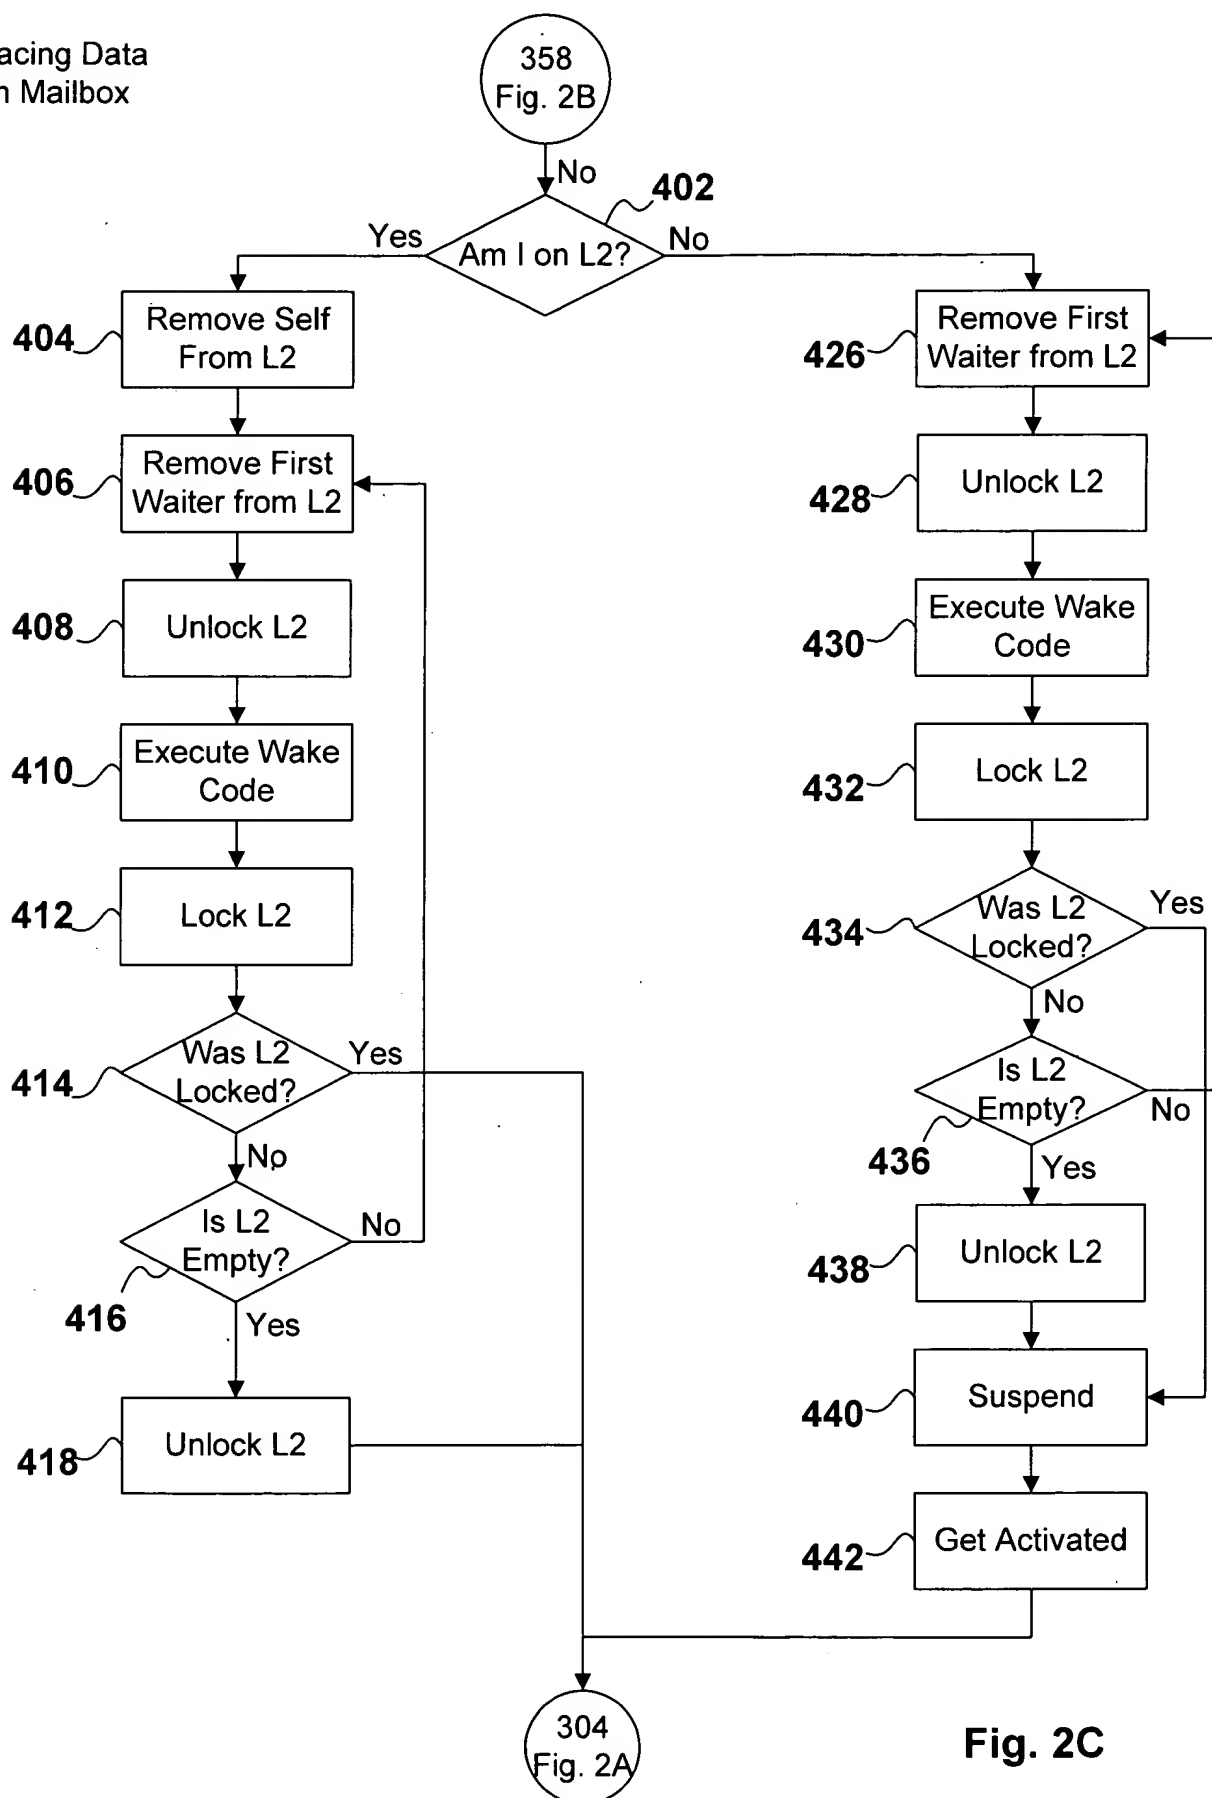 acing Data
n Mailbox
358
Fig. 2B
No
402
Yes
Am I on L2?
No
404
Remove Self
From L2
406
Remove First
Waiter from L2
408
Unlock L2
410
Execute Wake
Code
412
Lock L2
414
Was L2
Locked?
Yes
No
416
Is L2
Empty?
No
Yes
418
Unlock L2
426
Remove First
Waiter from L2
428
Unlock L2
430
Execute Wake
Code
432
Lock L2
434
Was L2
Locked?
Yes
No
Is L2
Empty?
No
436
Yes
438
Unlock L2
440
Suspend
442
Get Activated
304
Fig. 2A
Fig. 2C